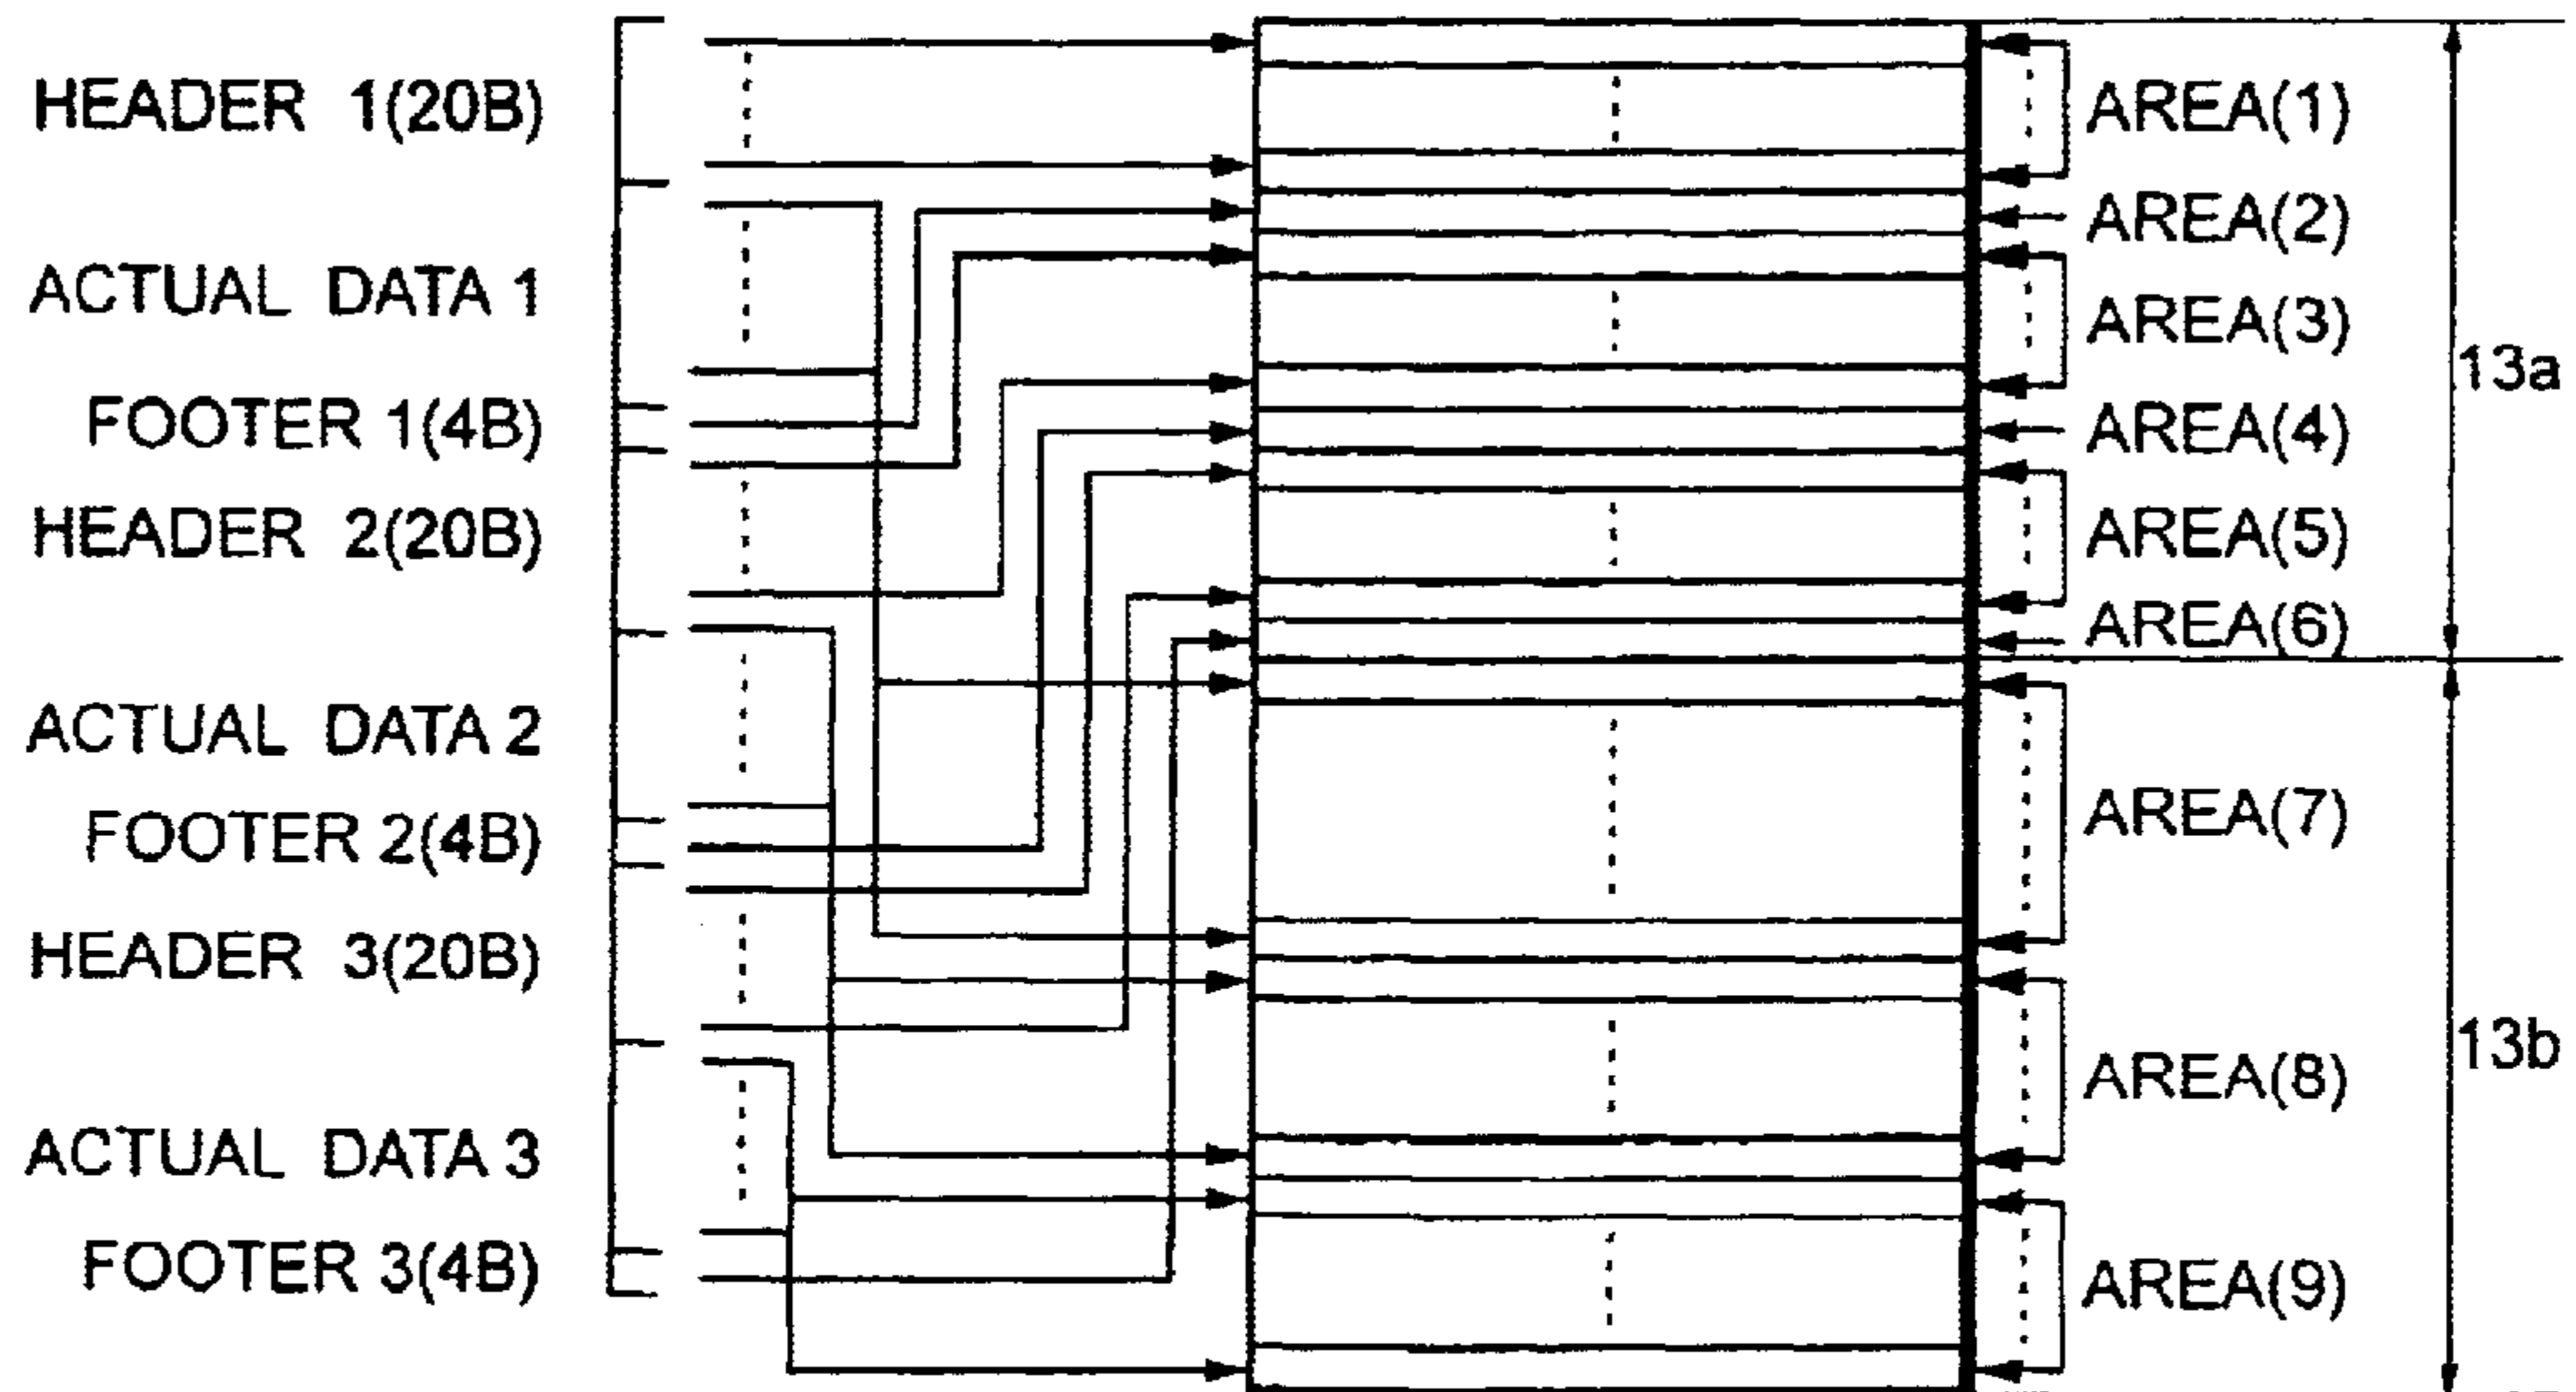 HEADER 1(20B)
ACTUAL DATA 1
FOOTER 1(4B)
HEADER 2(20B)
ACTUAL DATA 2
FOOTER 2(4B)
HEADER 3(20B)
ACTUAL DATA 3
FOOTER 3(4B)
AREA(1)
AREA(2)
AREA(3)
AREA(4)
AREA(5)
AREA(6)
AREA(7)
AREA(8)
AREA(9)
13a
13b